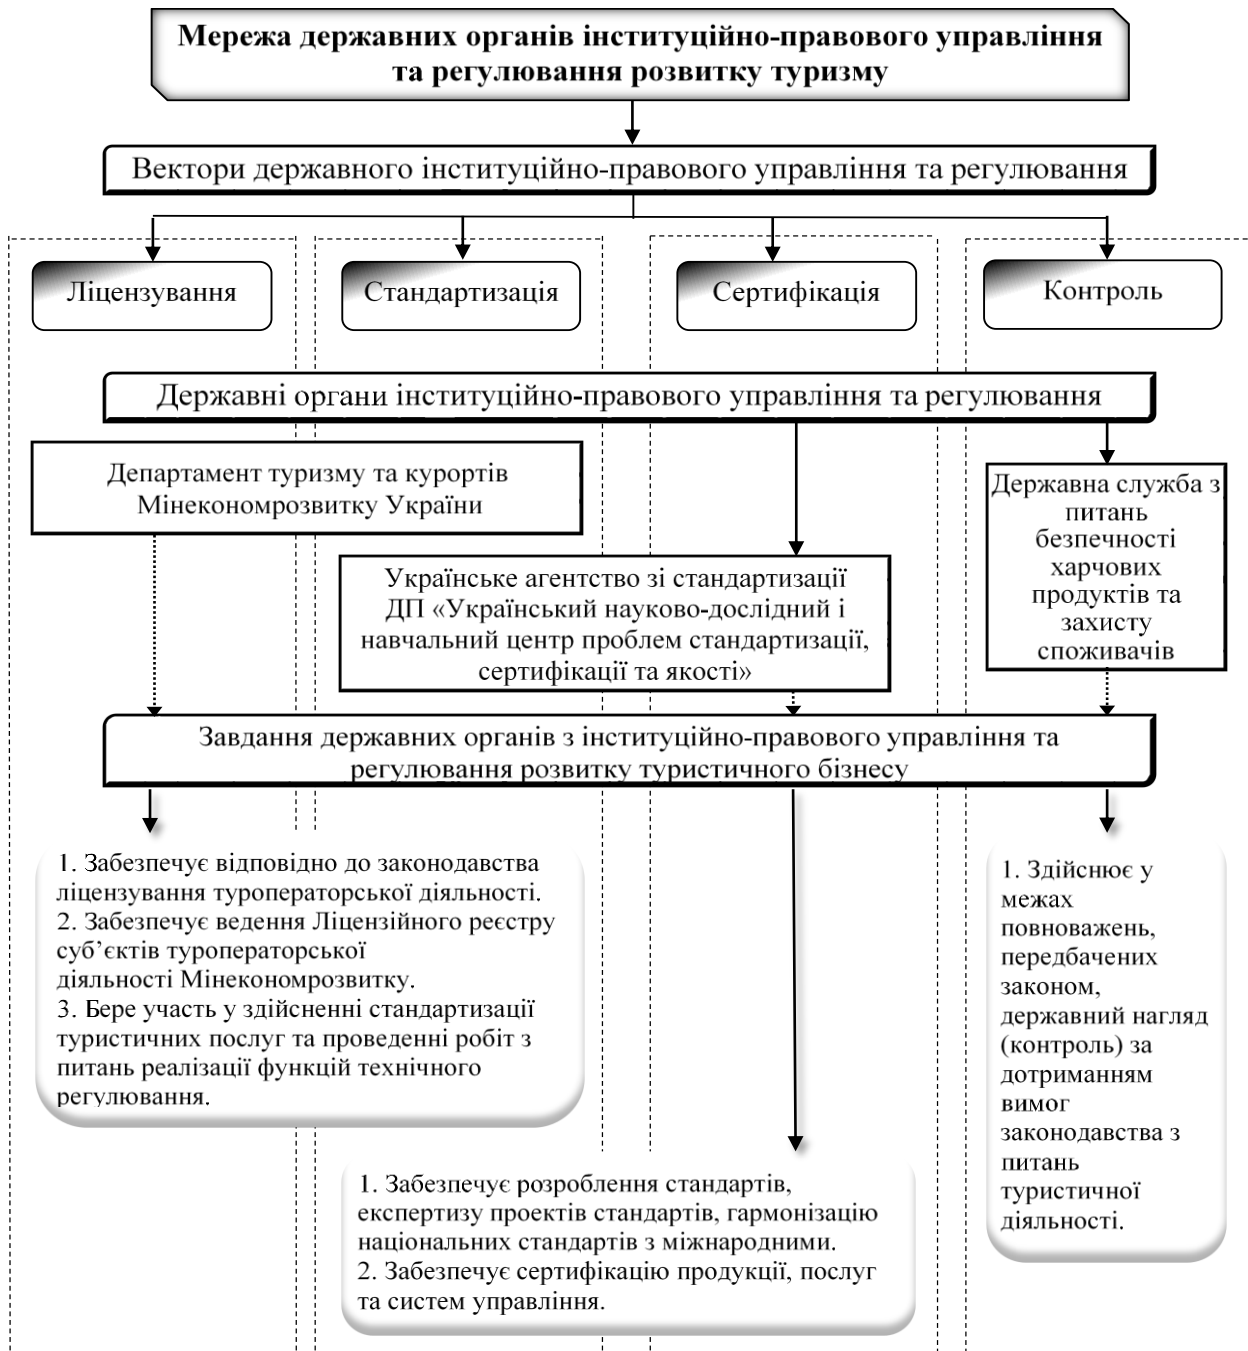 Мережа державних органів інституційно-правового управління
та регулювання розвитку туризму
Вектори державного інституційно-правового управління та регулювання
Ліцензування
Стандартизація
Сертифікація
Контроль
Державні органи інституційно-правового управління та регулювання
Департамент туризму та курортів
Мінекономрозвитку України
Українське агентство зі стандартизації
ДП «Український науково-дослідний і
навчальний центр проблем стандартизації,
сертифікації та якості»
Державна служба з
питань
безпечності
харчових
продуктів та
захисту
споживачів
Завдання державних органів з інституційно-правового управління та
регулювання розвитку туристичного бізнесу
1. Забезпечує відповідно до законодавства
ліцензування туроператорської діяльності.
2. Забезпечує ведення Ліцензійного реєстру
суб’єктів туроператорської
діяльності Мінекономрозвитку.
3. Бере участь у здійсненні стандартизації
туристичних послуг та проведенні робіт з
питань реалізації функцій технічного
регулювання.
1. Забезпечує розроблення стандартів,
експертизу проектів стандартів, гармонізацію
національних стандартів з міжнародними.
2. Забезпечує сертифікацію продукції, послуг
та систем управління.
1. Здійснює у
межах
повноважень,
передбачених
законом,
державний нагляд
(контроль) за
дотриманням
вимог
законодавства з
питань
туристичної
діяльності.